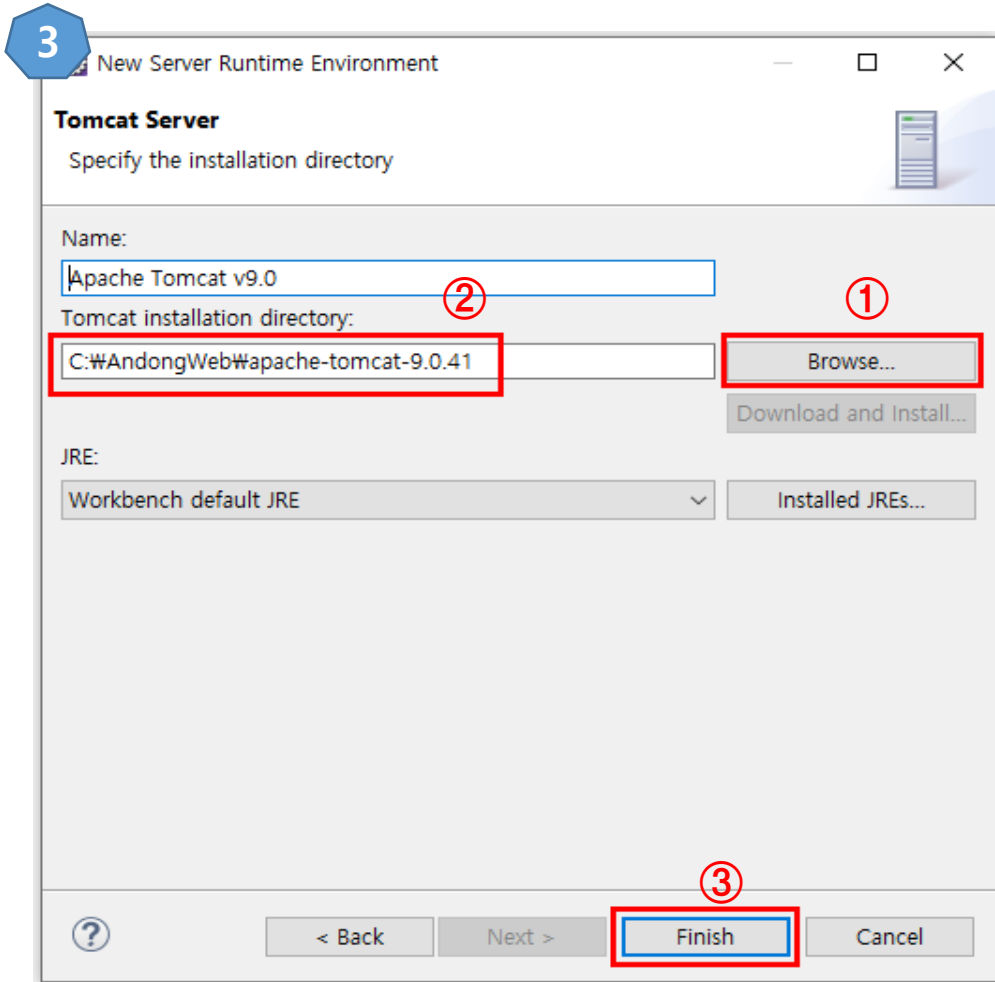 3
New Server Runtime Environment
Tomcat Server
Specify the installation directory
Name:
Apache Tomcat v9.0
②
①
Tomcat installation directory:
C:₩AndongWeb₩apache-tomcat-9.0.41
Browse...
Download and Install...
JRE:
Workbench default JRE
Installed JREs...
③
?
< Back
Next >
Finish
Cancel